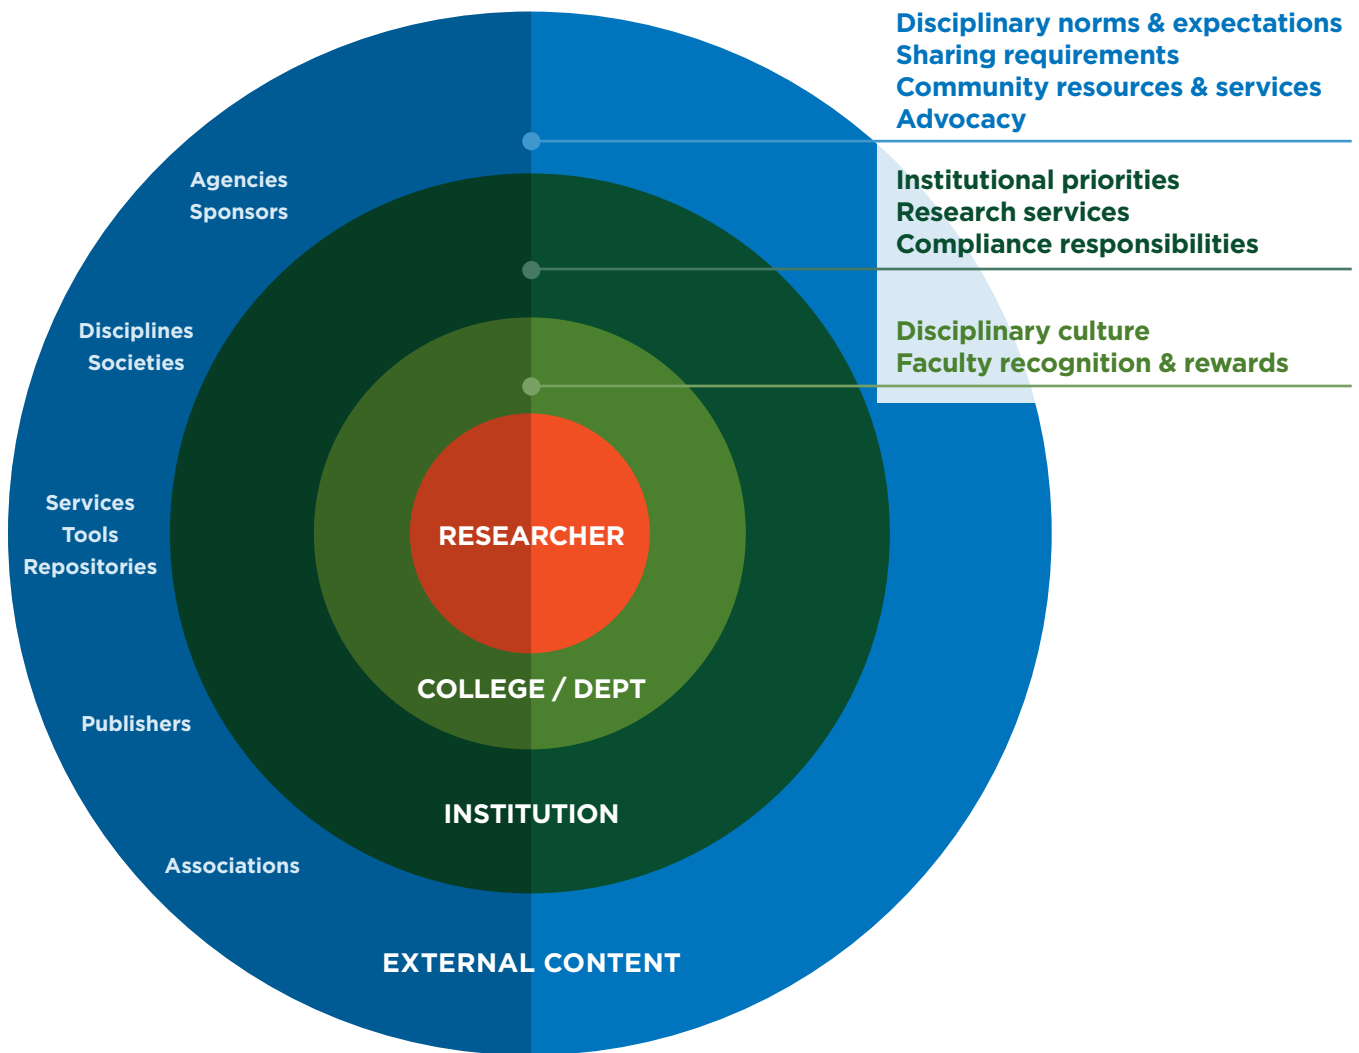 Disciplinary norms & expectations
Sharing requirements
Community resources & services
Advocacy
Institutional priorities
Research services
Compliance responsibilities
Disciplinary culture
Faculty recognition & rewards
Agencies
Sponsors
Disciplines
Societies
Services
Tools
Repositories
Publishers
Associations
RESEARCHER
COLLEGE / DEPT
INSTITUTION
EXTERNAL CONTENT